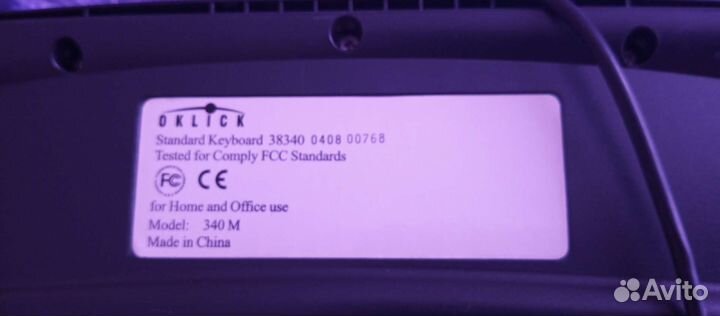 OKLICK
Standard Keyboard 38340 0408 00768
Tested for Comply FCC Standards
FC CE
for Home and Office use
Model: 340 M
Made in China
Avito